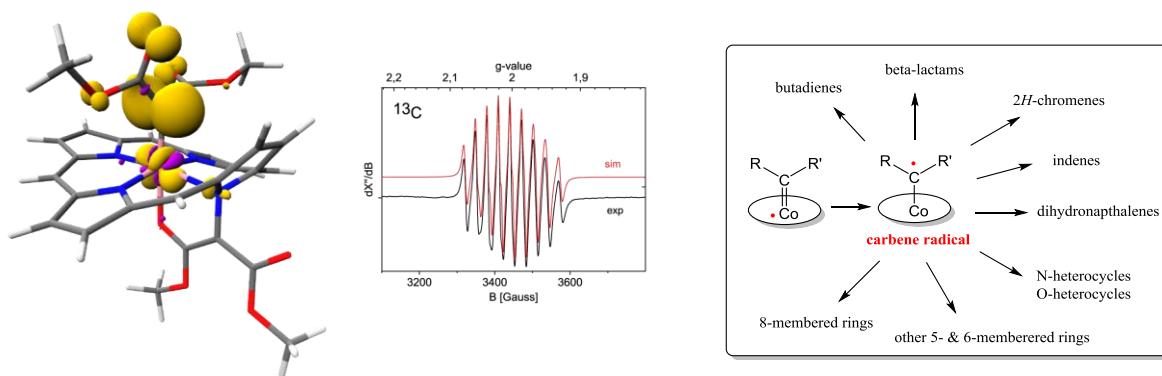 g-value
2,2 2,1 2 1,9
13C
sim
exp
dX"/dB
3200 3400 3600
B [Gauss]
beta-lactams
butadienes
2H-chromenes
R R'
C
Co
R R'
C
Co
indenes
dihydronapthalenes
carbene radical
N-heterocycles
O-heterocycles
8-membered rings
other 5- & 6-memberered rings